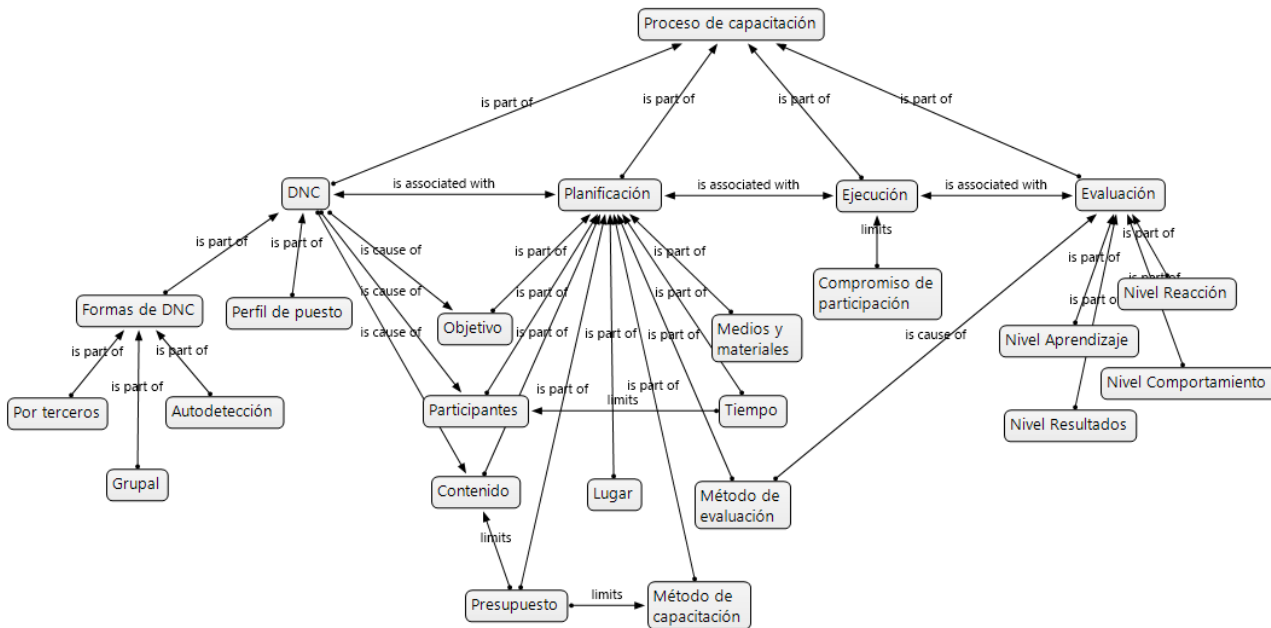 Proceso de capacitación
is part of
is part of
is part of
is part of
DNC
is associated with
Planificación
is associated with
Ejecución
is associated with
Evaluación
is part of
is part of
is cause of
is part of
is part of
limits
is part of
is part of
is part of
is part of
Formas de DNC
Perfil de puesto
is cause of
Objetivo
is part of
is part of
Medios y
materiales
Compromiso de
participación
Nivel Reacción
is part of
is part of
is part of
is cause of
is part of
is part of
is cause of
Nivel Aprendizaje
Por terceros
Autodetección
Participantes
is part of
is part of
limits
Tiempo
Nivel Comportamiento
Nivel Resultados
Grupal
Contenido
Lugar
Método de
evaluación
limits
Presupuesto
limits
Método de
capacitación